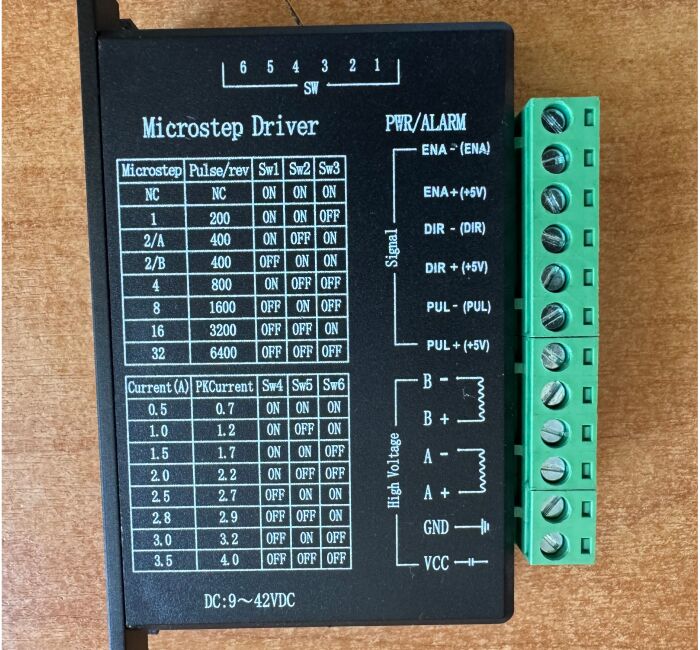 6 5 4 3 2 1
SW
Microstep Driver
PWR/ALARM
Microstep Pulse/rev Sw1 Sw2 Sw3
NC NC ON ON ON
1 200 ON ON OFF
2/A 400 ON OFF ON
2/B 400 OFF ON ON
4 800 ON OFF OFF
8 1600 OFF ON OFF
16 3200 OFF OFF ON
32 6400 OFF OFF OFF
Current(A) PKCurrent Sw4 Sw5 Sw6
0.5 0.7 ON ON ON
1.0 1.2 ON OFF ON
1.5 1.7 ON ON OFF
2.0 2.2 ON OFF OFF
2.5 2.7 OFF ON ON
2.8 2.9 OFF OFF ON
3.0 3.2 OFF ON OFF
3.5 4.0 OFF OFF OFF
DC:9~42VDC
Signal
ENA - (ENA)
ENA+ (+5V)
DIR - (DIR)
DIR + (+5V)
PUL - (PUL)
PUL + (+5V)
High Voltage
B -
B +
A -
A +
GND
VCC